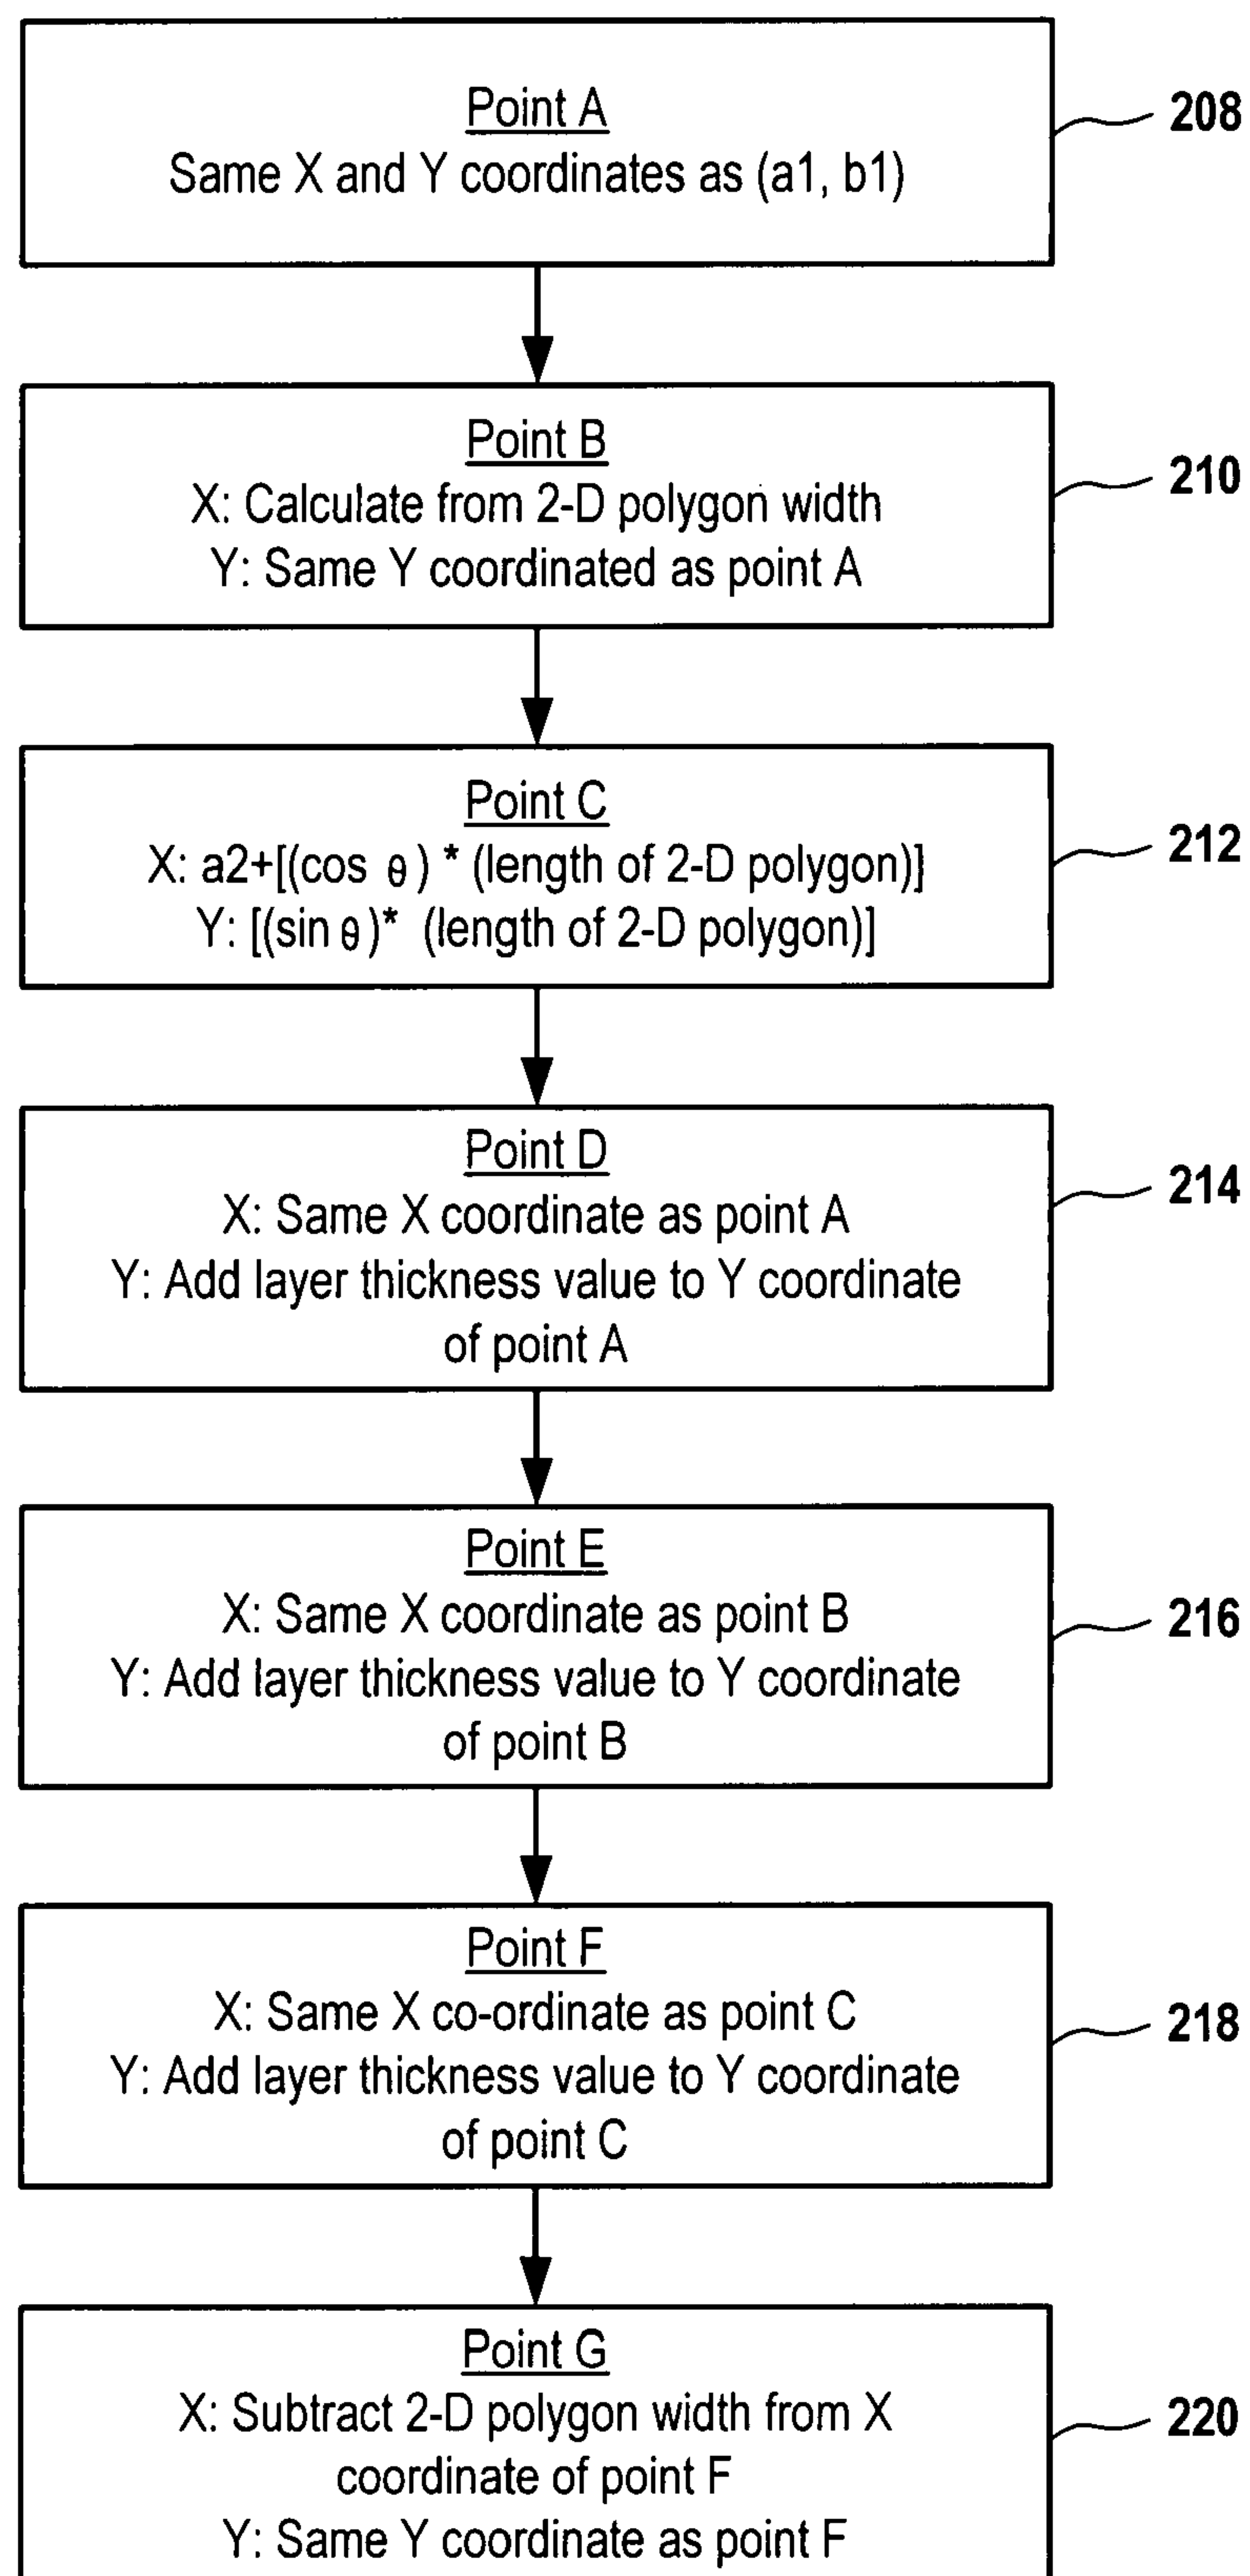 Point A
Same X and Y coordinates as (a1, b1)
208
Point B
X: Calculate from 2-D polygon width
Y: Same Y coordinated as point A
210
Point C
X: a2+[(cos θ) * (length of 2-D polygon)]
Y: [(sin θ)* (length of 2-D polygon)]
212
Point D
X: Same X coordinate as point A
Y: Add layer thickness value to Y coordinate
of point A
214
Point E
X: Same X coordinate as point B
Y: Add layer thickness value to Y coordinate
of point B
216
Point F
X: Same X co-ordinate as point C
Y: Add layer thickness value to Y coordinate
of point C
218
Point G
X: Subtract 2-D polygon width from X
coordinate of point F
Y: Same Y coordinate as point F
220